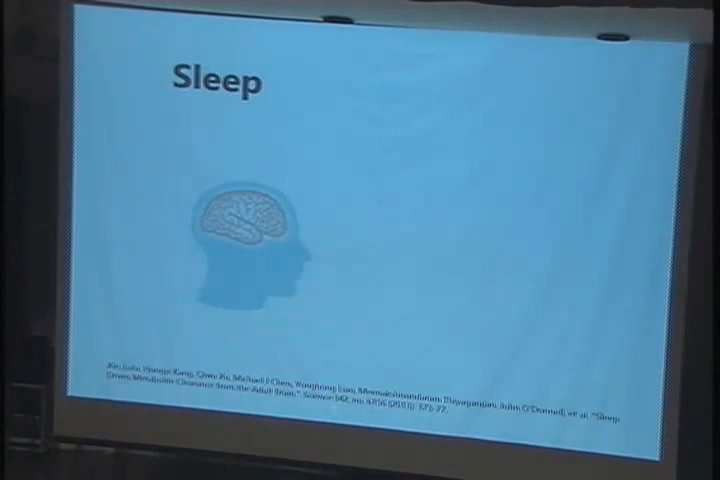 Sleep
Xie, Lulu, Hongyi Kang, Qiwu Xu, Michael J Chen, Yonghong Liao, Meenakshisundaram Thiyagarajan, John O'Donnell, et al. "Sleep
Drives Metabolite Clearance from the Adult Brain." Science 342, no. 6156 (2013): 373-77.